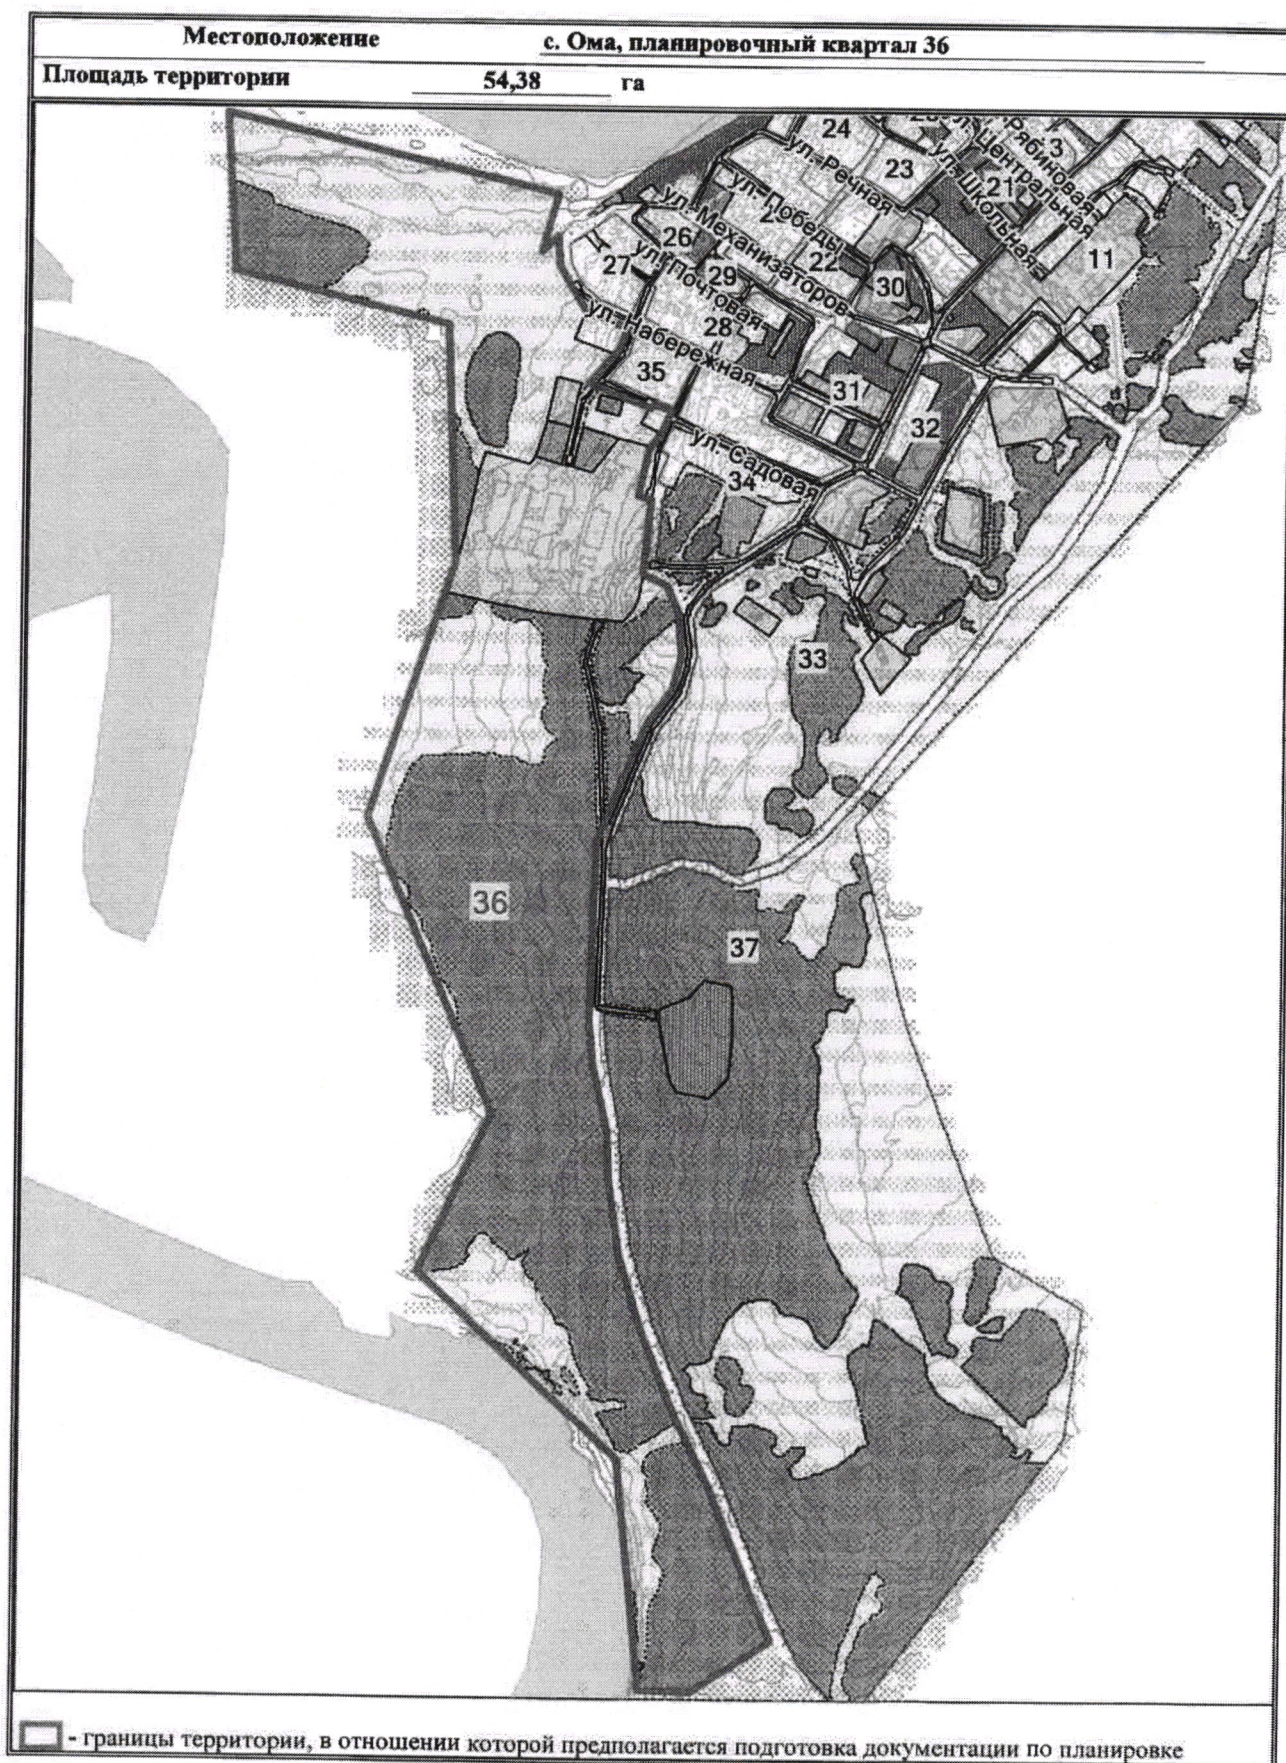 Местоположение с. Ома, планировочный квартал 36
Площадь территории 54,38 га
24
ул. Центральная
Рябиновая
3
23
ул. Речная
ул. Школьная
21
ул. Победы
ул. Механизаторов
26
22
11
27
ул. Почтовая
29
30
28
ул. Набережная
35
31
32
ул. Садовая
34
33
36
37
- границы территории, в отношении которой предполагается подготовка документации по планировке